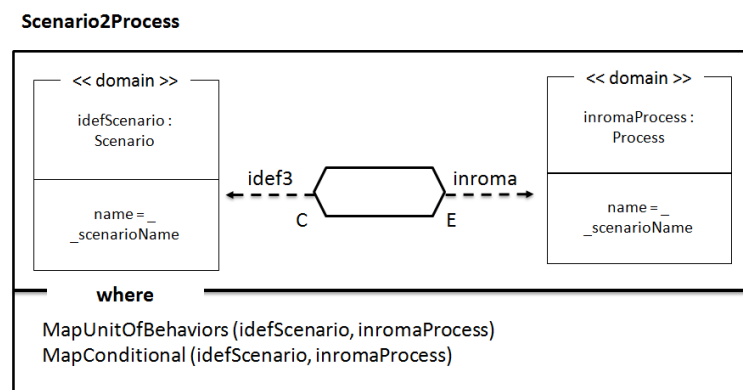 Scenario2Process
<< domain >>
idefScenario :
Scenario
name = _
_scenarioName
idef3
C
inroma
E
<< domain >>
inromaProcess :
Process
name = _
_scenarioName
where
MapUnitOfBehaviors (idefScenario, inromaProcess)
MapConditional (idefScenario, inromaProcess)